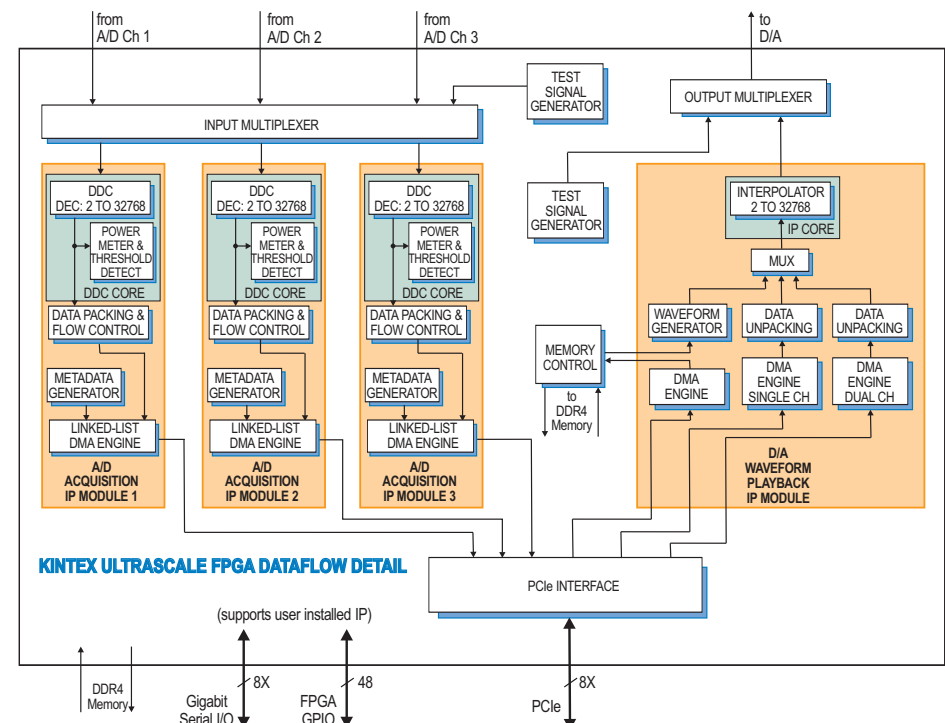 from
A/D Ch 1
from
A/D Ch 2
from
A/D Ch 3
to
D/A
TEST
SIGNAL
GENERATOR
OUTPUT MULTIPLEXER
INPUT MULTIPLEXER
DDC
DEC: 2 TO 32768
POWER
METER &
THRESHOLD
DETECT
DDC CORE
DATA PACKING &
FLOW CONTROL
METADATA
GENERATOR
LINKED-LIST
DMA ENGINE
A/D
ACQUISITION
IP MODULE 1
DDC
DEC: 2 TO 32768
POWER
METER &
THRESHOLD
DETECT
DDC CORE
DATA PACKING &
FLOW CONTROL
METADATA
GENERATOR
LINKED-LIST
DMA ENGINE
A/D
ACQUISITION
IP MODULE 2
DDC
DEC: 2 TO 32768
POWER
METER &
THRESHOLD
DETECT
DDC CORE
DATA PACKING &
FLOW CONTROL
METADATA
GENERATOR
LINKED-LIST
DMA ENGINE
A/D
ACQUISITION
IP MODULE 3
TEST
SIGNAL
GENERATOR
INTERPOLATOR
2 TO 32768
IP CORE
MUX
WAVEFORM
GENERATOR
DATA
UNPACKING
DATA
UNPACKING
MEMORY
CONTROL
to
DDR4
Memory
DMA
ENGINE
DMA
ENGINE
SINGLE CH
DMA
ENGINE
DUAL CH
D/A
WAVEFORM
PLAYBACK
IP MODULE
KINTEX ULTRASCALE FPGA DATAFLOW DETAIL
PCIe INTERFACE
(supports user installed IP)
DDR4
Memory
8X
Gigabit
Serial I/O
48
FPGA
GPIO
8X
PCIe